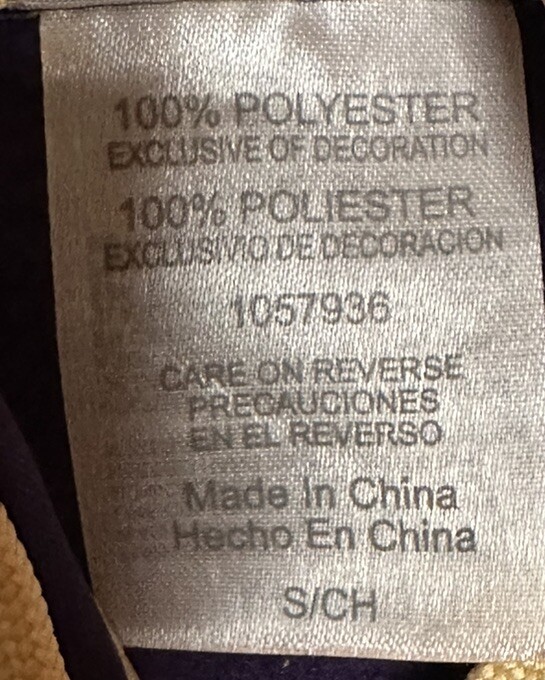 100% POLYESTER
EXCLUSIVE OF DECORATION
100% POLIESTER
EXCLUSIVIO DE DECORACION
1057936
CARE ON REVERSE
PRECAUCIONES
EN EL REVERSO
Made In China
Hecho En China
S/CH